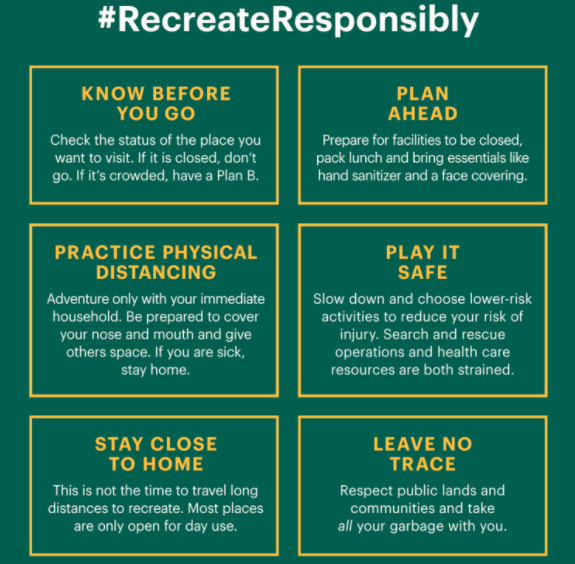 #RecreateResponsibly
KNOW BEFORE
YOU GO
Check the status of the place you
want to visit. If it is closed, don't
go. If it's crowded, have a Plan B.
PLAN
AHEAD
Prepare for facilities to be closed,
pack lunch and bring essentials like
hand sanitizer and a face covering.
PRACTICE PHYSICAL
DISTANCING
Adventure only with your immediate
household. Be prepared to cover
your nose and mouth and give
others space. If you are sick,
stay home.
PLAY IT
SAFE
Slow down and choose lower-risk
activities to reduce your risk of
injury. Search and rescue
operations and health care
resources are both strained.
STAY CLOSE
TO HOME
This is not the time to travel long
distances to recreate. Most places
are only open for day use.
LEAVE NO
TRACE
Respect public lands and
communities and take
all your garbage with you.